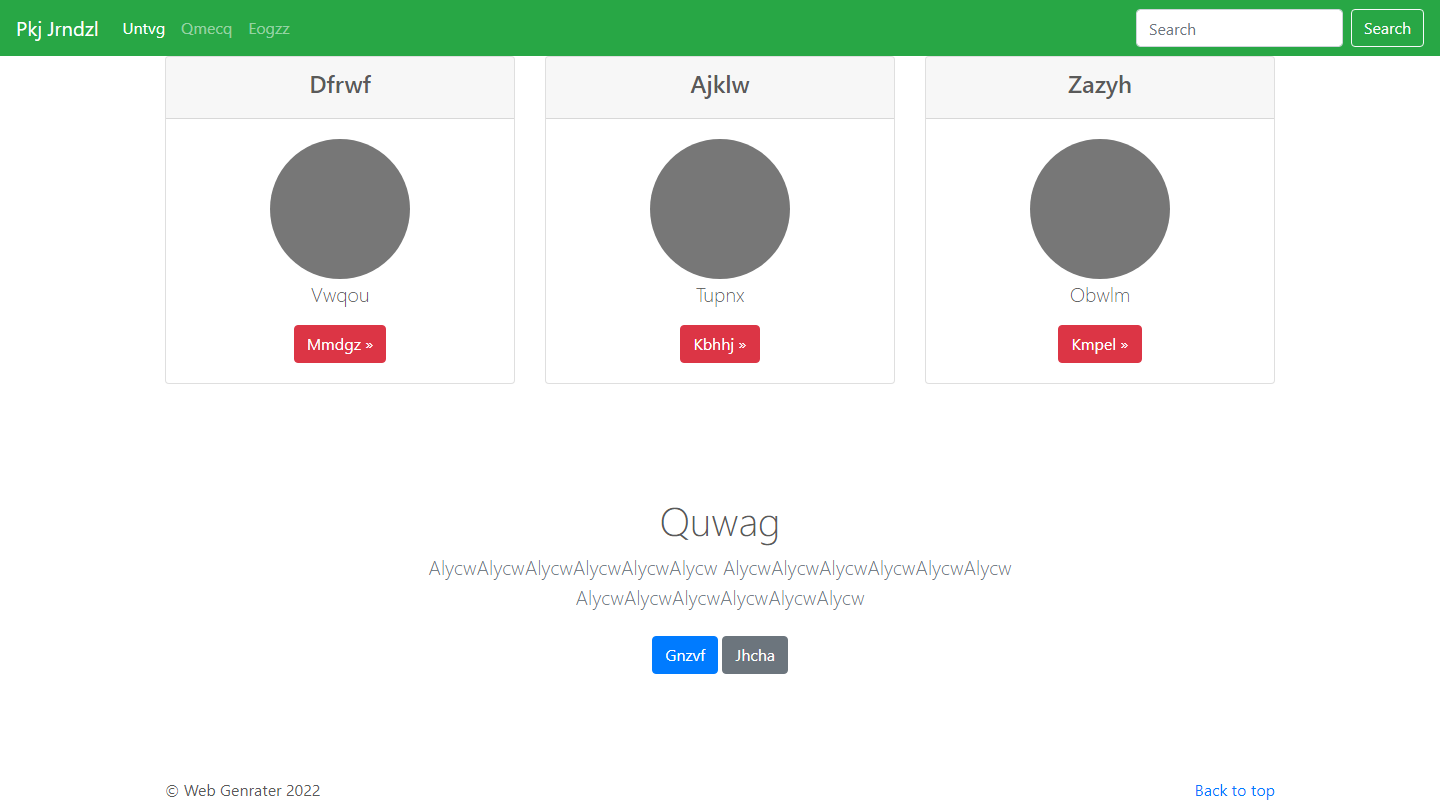 Pkj Jrndzl Untvg Qmecq Eogzz Search Search
Dfrwf Ajklw Zazyh
Vwqou Tupnx Obwlm
Mmdgz » Kbhhj » Kmpel »
Quwag
AlycwAlycwAlycwAlycwAlycwAlycw AlycwAlycwAlycwAlycwAlycwAlycw
AlycwAlycwAlycwAlycwAlycwAlycw
Gnzvf Jhcha
© Web Genrater 2022 Back to top